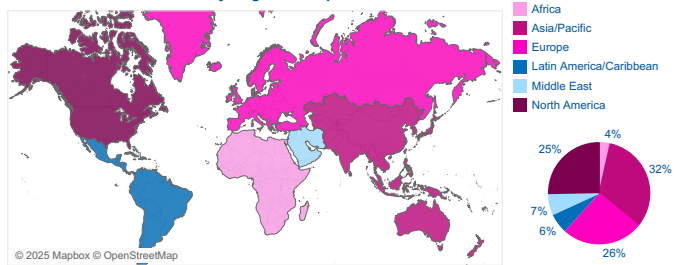 Africa
Asia/Pacific
Europe
Latin America/Caribbean
Middle East
North America
4%
25%
32%
7%
6%
26%
© 2025 Mapbox © OpenStreetMap